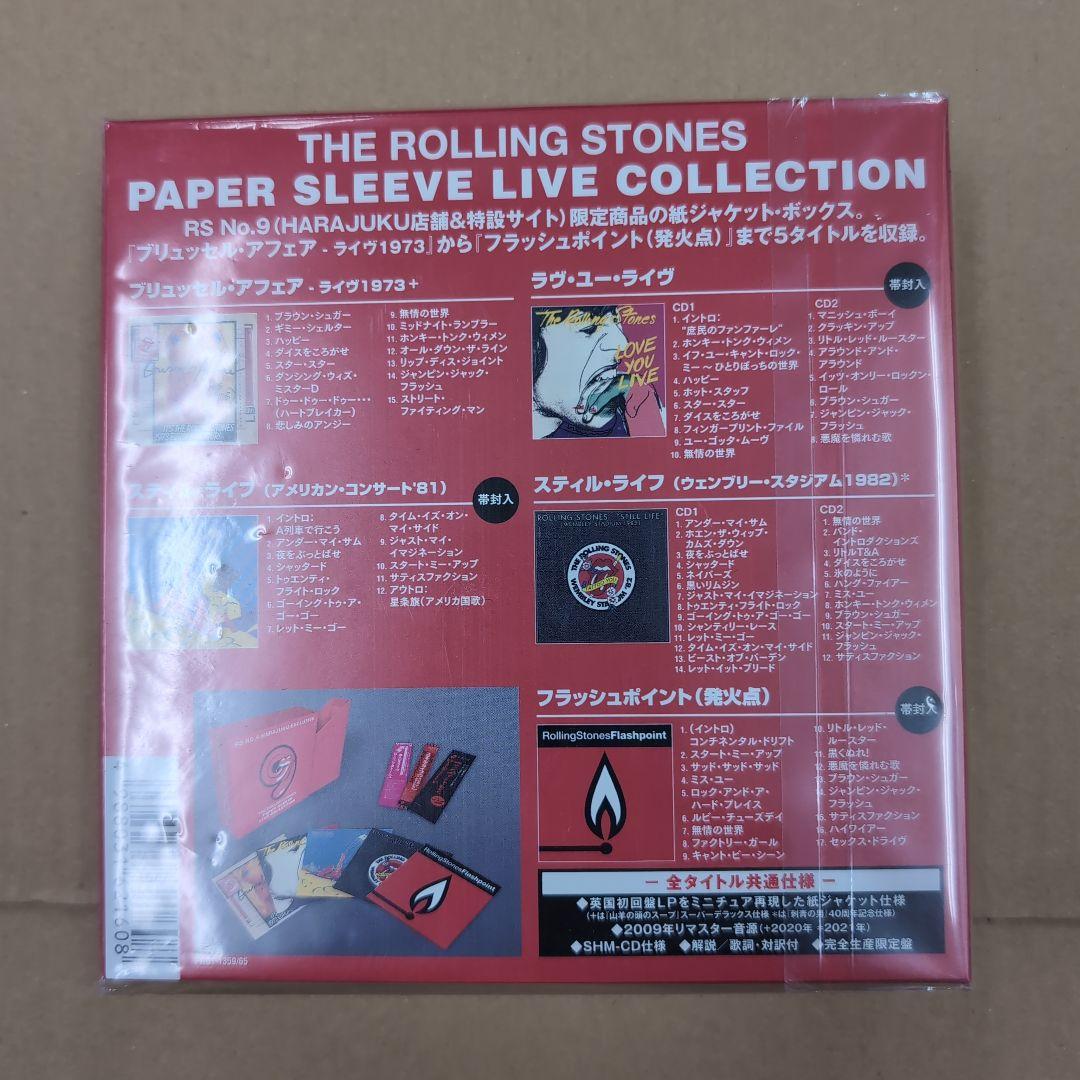 THE ROLLING STONES
PAPER SLEEVE LIVE COLLECTION
RS No.9(HARAJUKU店舗&特設サイト)限定商品の紙ジャケット・ボックス。
『ブリュッセル・アフェア - ライヴ1973』から『フラッシュポイント(発火点)』まで5タイトルを収録。
ブリュッセル・アフェア - ライヴ1973+
1. ブラウン・シュガー
2. ギミー・シェルター
3. ハッピー
4. ダイスをころがせ
5. スター・スター
6. ダンシング・ウィズ・
ミスターD
7. ドゥー・ドゥー・ドゥー・・・
(ハートブレイカー)
8. 悲しみのアンジー
9. 無情の世界
10. ミッドナイト・ランブラー
11. ホンキー・トンク・ウィメン
12. オール・ダウン・ザ・ライン
13. リップ・ディス・ジョイント
14. ジャンピン・ジャック・
フラッシュ
15. ストリート・
ファイティング・マン
ラヴ・ユー・ライヴ
帯封入
The Rolling Stones
LOVE
YOU
LIVE
CD1
1. イントロ:
"庶民のファンファーレ"
2. ホンキー・トンク・ウィメン
3. イフ・ユー・キャント・ロック・
ミー～ひとりぼっちの世界
4. ハッピー
5. ホット・スタッフ
6. スター・スター
7. ダイスをころがせ
8. フィンガープリント・ファイル
9. ユー・ゴッタ・ムーヴ
10. 無情の世界
CD2
1. マニッシュ・ボーイ
2. クラッキン・アップ
3. リトル・レッド・ルースター
4. アラウンド・アンド・
アラウンド
5. イッツ・オンリー・ロックン・
ロール
6. ブラウン・シュガー
7. ジャンピン・ジャック・
フラッシュ
8. 悪魔を憐れむ歌
スティル・ライフ (アメリカン・コンサート'81)
帯封入
1. イントロ:
A列車で行こう
2. アンダー・マイ・サム
3. 夜をぶっとばせ
4. シャッタード
5. トゥエンティ・
フライト・ロック
6. ゴーイング・トゥ・ア・
ゴー・ゴー
7. レット・ミー・ゴー
8. タイム・イズ・オン・
マイ・サイド
9. ジャスト・マイ・
イマジネーション
10. スタート・ミー・アップ
11. サティスファクション
12. アウトロ:
星条旗(アメリカ国歌)
スティル・ライフ (ウェンブリー・スタジアム1982)*
ROLLING STONES "STILL LIFE"
THE ROLLING STONES
WEMBLEY STADIUM '82
CD1
1. アンダー・マイ・サム
2. ホエン・ザ・ウィップ・
カムズ・ダウン
3. 夜をぶっとばせ
4. シャッタード
5. ネイバーズ
6. 黒いリムジン
7. ジャスト・マイ・イマジネーション
8. トゥエンティ・フライト・ロック
9. ゴーイング・トゥ・ア・ゴー・ゴー
10. シャンティリー・レース
11. レット・ミー・ゴー
12. タイム・イズ・オン・マイ・サイド
13. ビースト・オブ・バーデン
14. レット・イット・ブリード
CD2
1. 無情の世界
2. バンド・
イントロダクションズ
3. リトルT&A
4. ダイスをころがせ
5. 氷のように
6. ハング・ファイアー
7. ミス・ユー
8. ホンキー・トンク・ウィメン
9. ブラウン・シュガー
10. スタート・ミー・アップ
11. ジャンピン・ジャック・
フラッシュ
12. サティスファクション
フラッシュポイント(発火点)
帯封入
RollingStonesFlashpoint
1. (イントロ)
コンチネンタル・ドリフト
2. スタート・ミー・アップ
3. サッド・サッド・サッド
4. ミス・ユー
5. ロック・アンド・ア・
ハード・プレイス
6. ルビー・チューズデイ
7. 無情の世界
8. ファクトリー・ガール
9. キャント・ビー・シーン
10. リトル・レッド・
ルースター
11. 黒くぬれ!
12. 悪魔を憐れむ歌
13. ブラウン・シュガー
14. ジャンピン・ジャック・
フラッシュ
15. サティスファクション
16. ハイワイアー
17. セックス・ドライヴ
The Rolling Stones
RollingStonesFlashpoint
― 全タイトル共通仕様 ―
◆英国初回盤LPをミニチュア再現した紙ジャケット仕様
(+は「山羊の頭のスープ」スーパーデラックス仕様 *は「刺青の男」40周年記念仕様)
◆2009年リマスター音源(+2020年 *2021年)
◆SHM-CD仕様 ◆解説/歌詞・対訳付 ◆完全生産限定盤